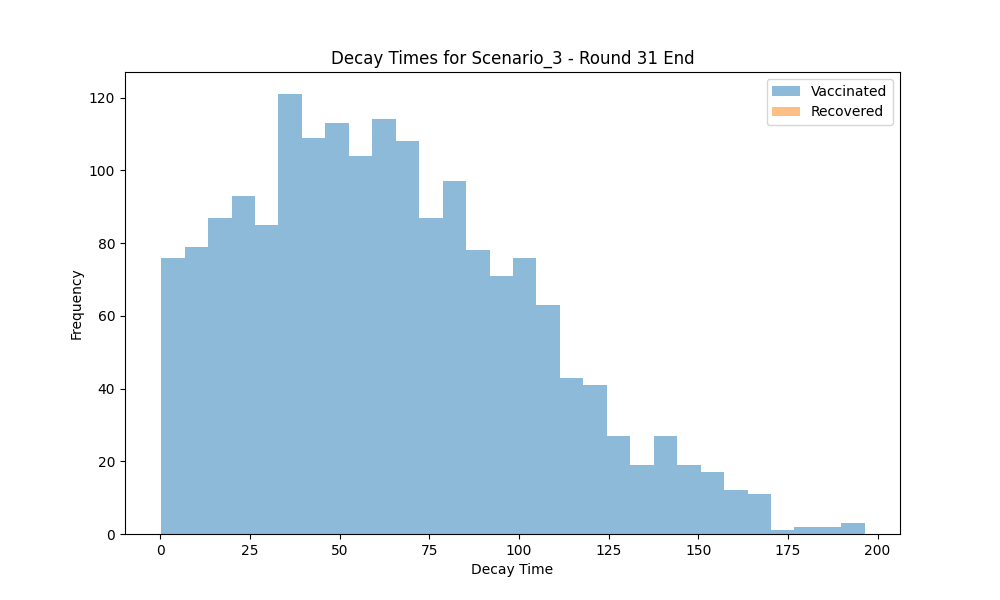 Decay Times for Scenario_3 - Round 31 End
Vaccinated
Recovered
120
100
80
60
40
20
0
Frequency
0 25 50 75 100 125 150 175 200
Decay Time